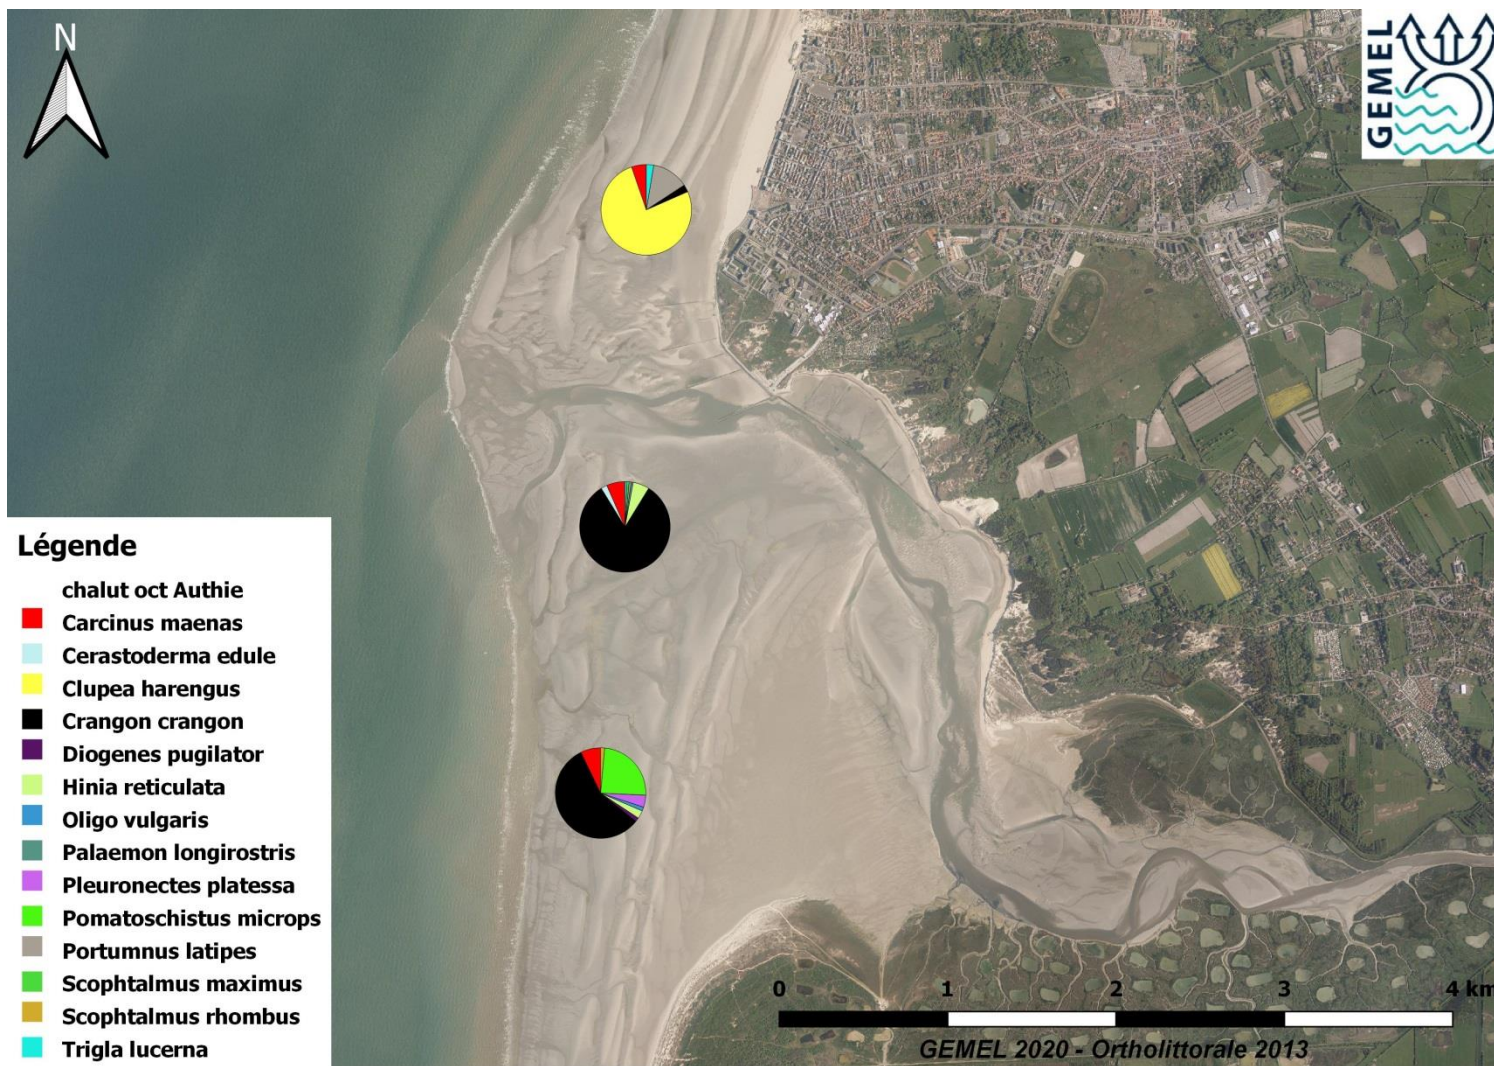 N
GEMEL
Légende
chalut oct Authie
Carcinus maenas
Cerastoderma edule
Clupea harengus
Crangon crangon
Diogenes pugilator
Hinia reticulata
Oligo vulgaris
Palaemon longirostris
Pleuronectes platessa
Pomatoschistus microps
Portumnus latipes
Scophtalmus maximus
Scophtalmus rhombus
Trigla lucerna
0 1 2 3 4 km
GEMEL 2020 - Ortholittorale 2013